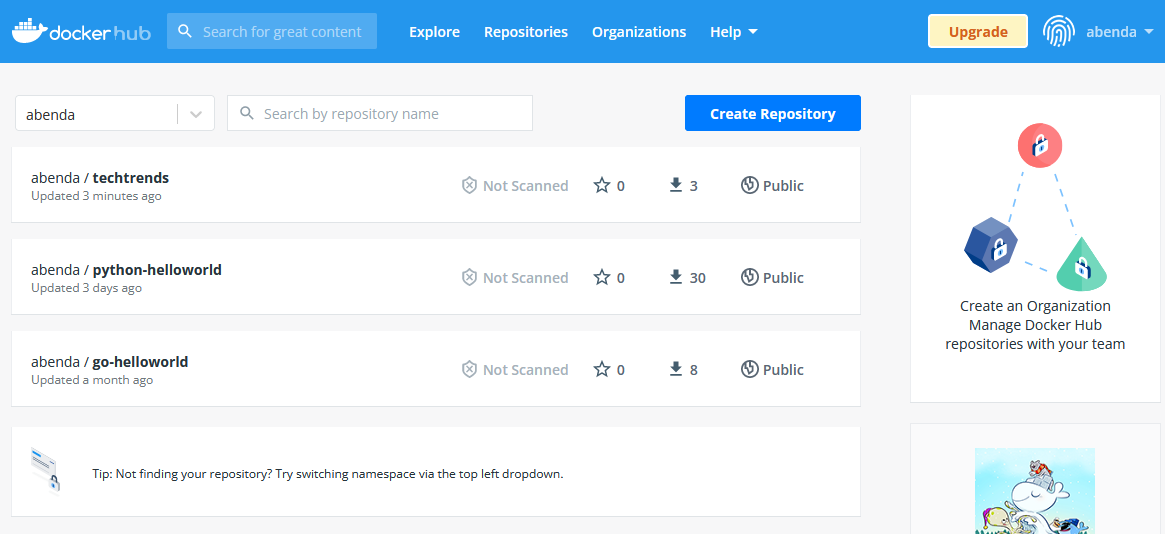 docker hub
Search for great content
Explore
Repositories
Organizations
Help
Upgrade
abenda
abenda
Search by repository name
Create Repository
abenda / techtrends
Updated 3 minutes ago
Not Scanned
0
3
Public
abenda / python-helloworld
Updated 3 days ago
Not Scanned
0
30
Public
abenda / go-helloworld
Updated a month ago
Not Scanned
0
8
Public
Tip: Not finding your repository? Try switching namespace via the top left dropdown.
Create an Organization
Manage Docker Hub
repositories with your team